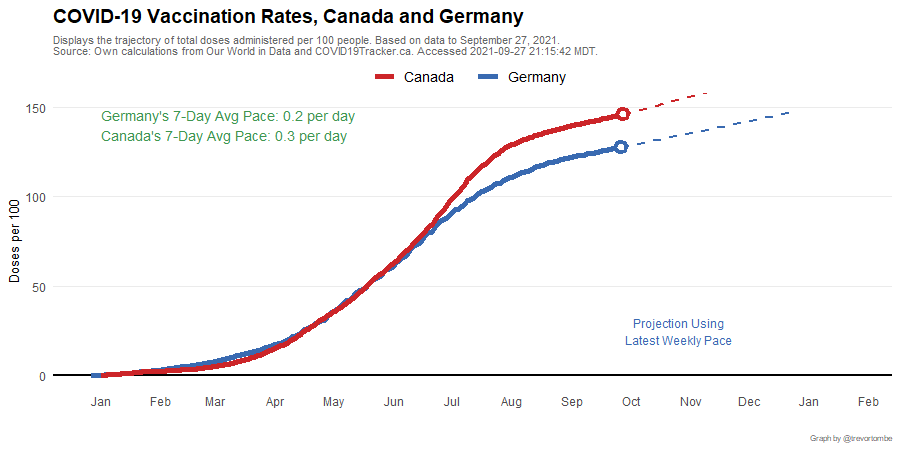 COVID-19 Vaccination Rates, Canada and Germany
Displays the trajectory of total doses administered per 100 people. Based on data to September 27, 2021.
Source: Own calculations from Our World in Data and COVID19Tracker.ca. Accessed 2021-09-27 21:15:42 MDT.
Canada Germany
Germany's 7-Day Avg Pace: 0.2 per day
Canada's 7-Day Avg Pace: 0.3 per day
Doses per 100
150
100
50
0
Projection Using
Latest Weekly Pace
Jan Feb Mar Apr May Jun Jul Aug Sep Oct Nov Dec Jan Feb
Graph by @trevortombe